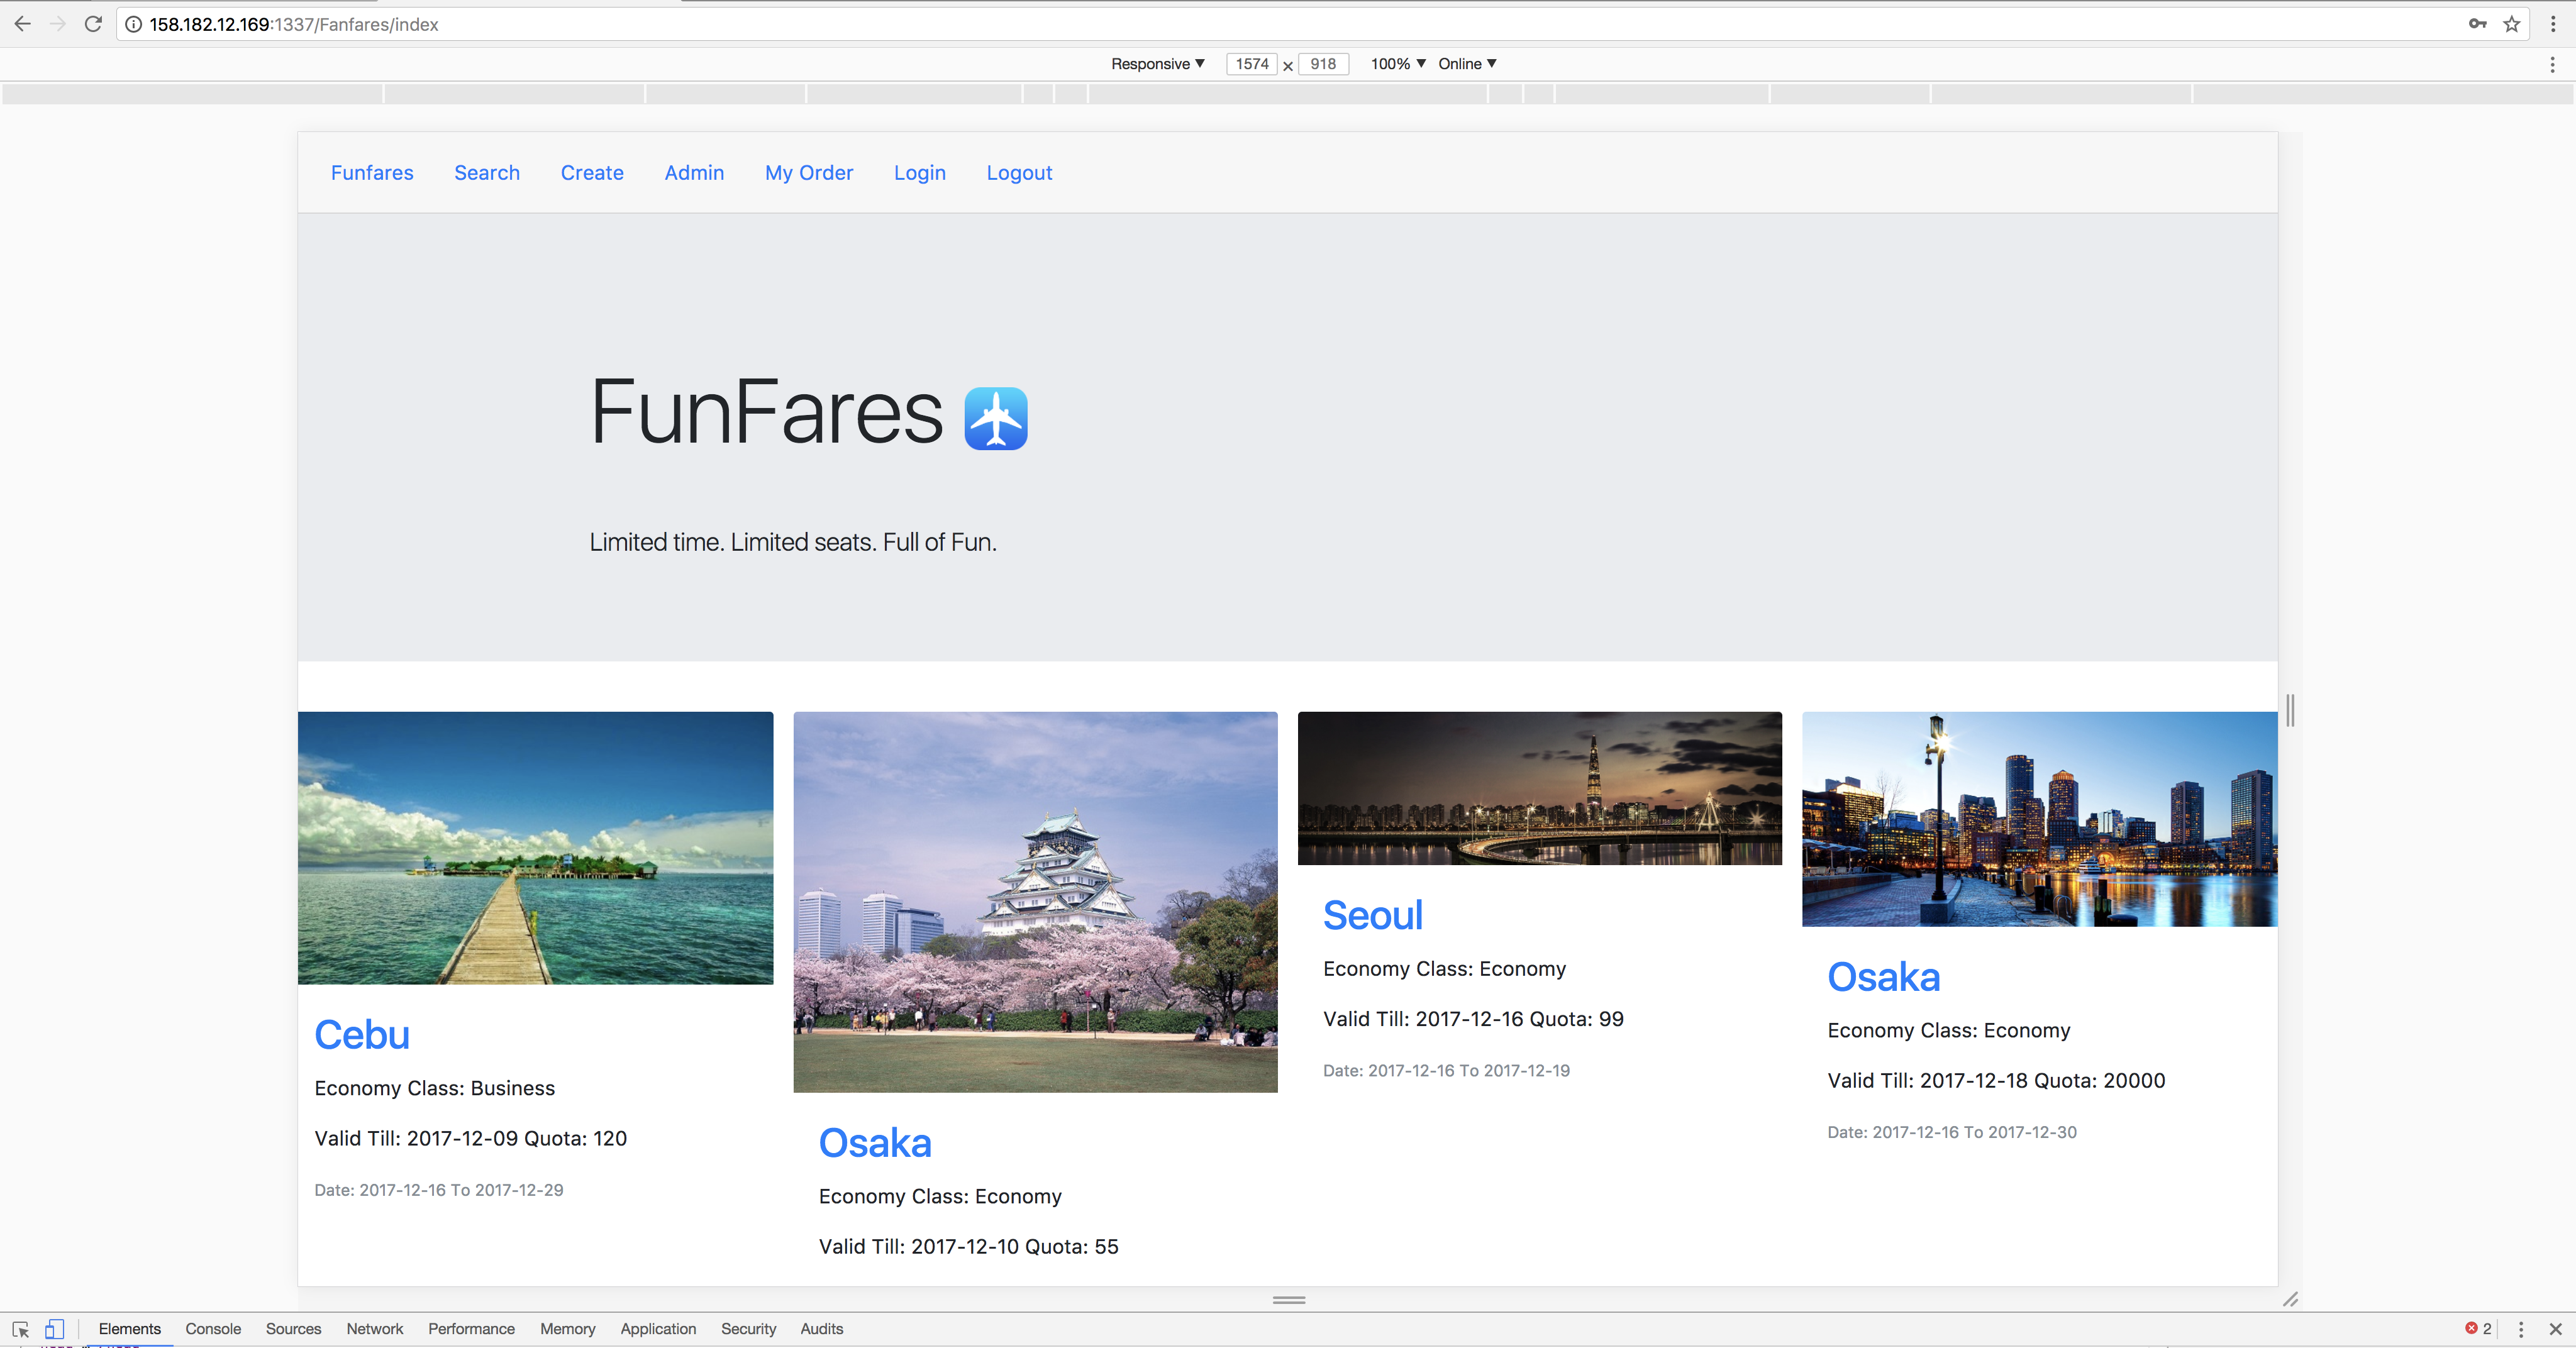 158.182.12.169:1337/Fanfares/index
Responsive ▼ 1574 × 918 100% ▼ Online ▼
Funfares Search Create Admin My Order Login Logout
FunFares
Limited time. Limited seats. Full of Fun.
Cebu
Economy Class: Business
Valid Till: 2017-12-09 Quota: 120
Date: 2017-12-16 To 2017-12-29
Osaka
Economy Class: Economy
Valid Till: 2017-12-10 Quota: 55
Seoul
Economy Class: Economy
Valid Till: 2017-12-16 Quota: 99
Date: 2017-12-16 To 2017-12-19
Osaka
Economy Class: Economy
Valid Till: 2017-12-18 Quota: 20000
Date: 2017-12-16 To 2017-12-30
Elements Console Sources Network Performance Memory Application Security Audits 2